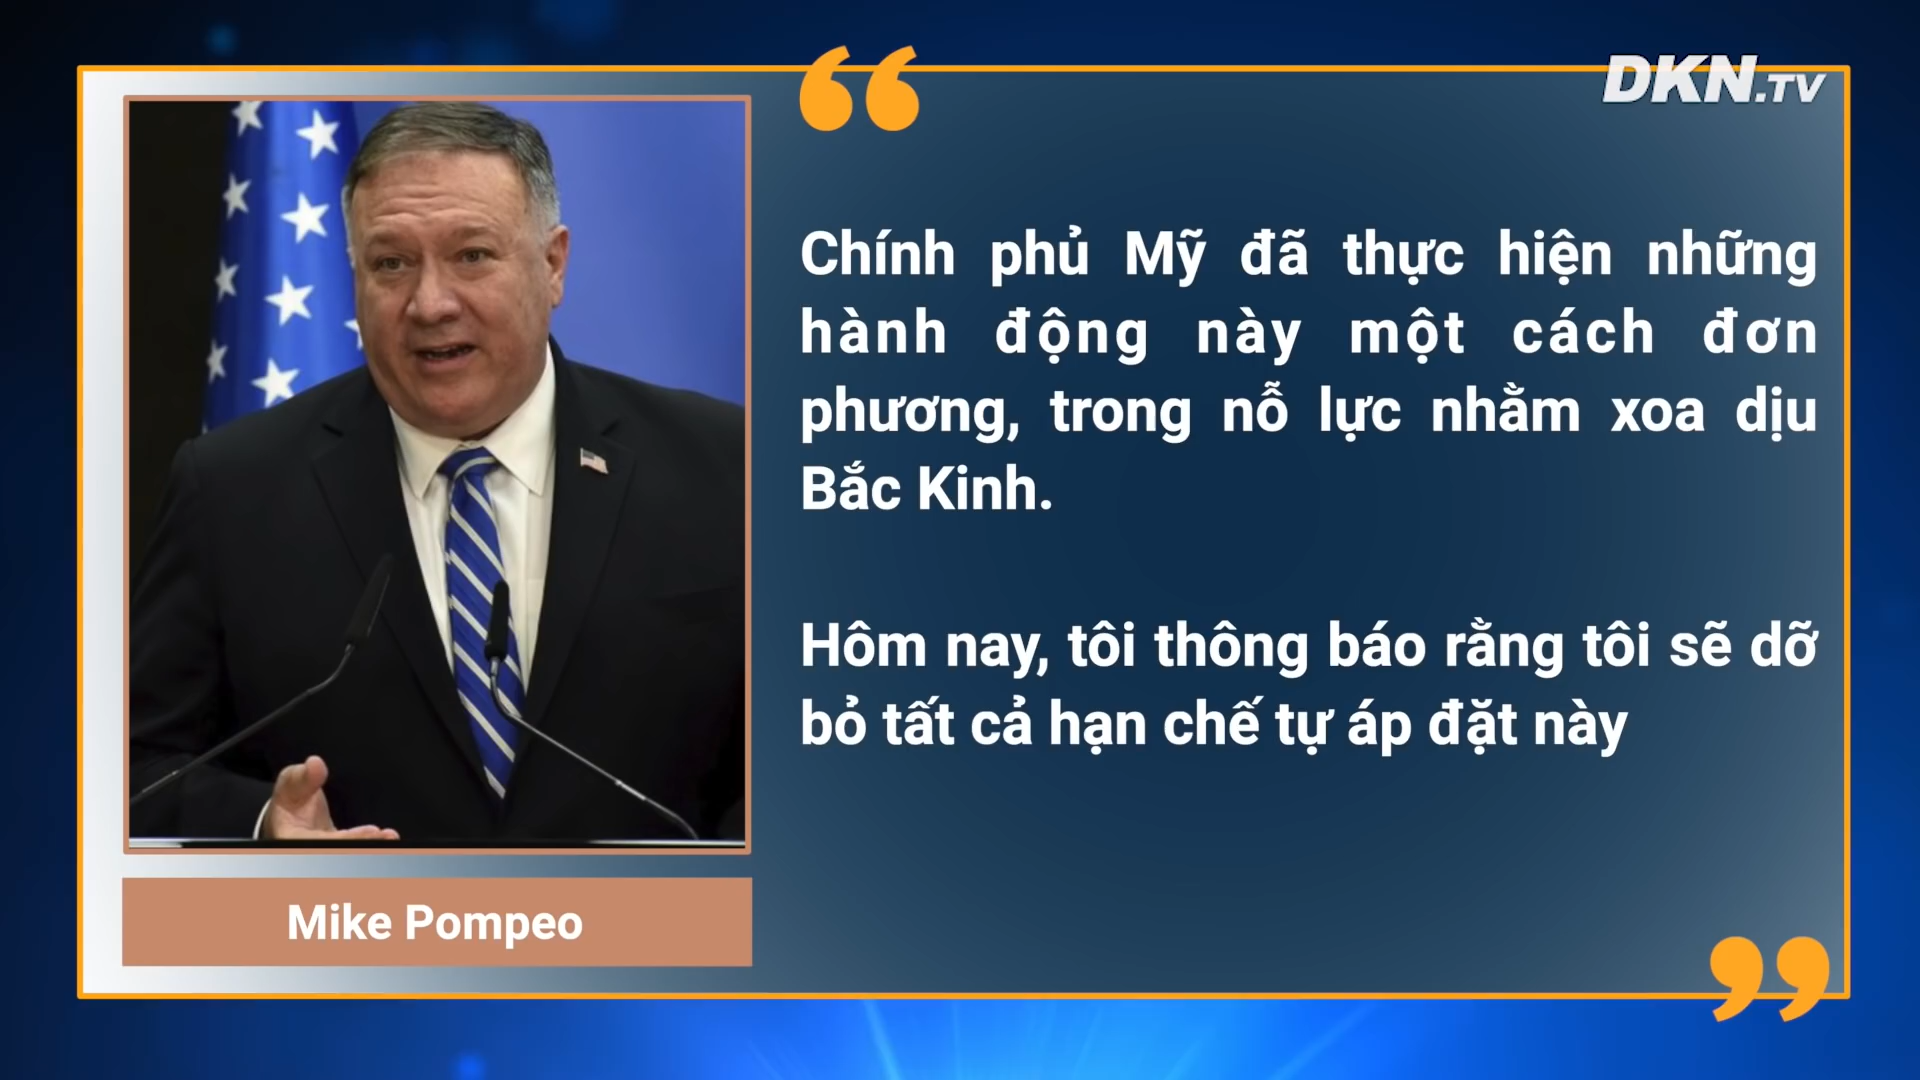 DKN.TV
Chính phủ Mỹ đã thực hiện những
hành động này một cách đơn
phương, trong nỗ lực nhằm xoa dịu
Bắc Kinh.
Hôm nay, tôi thông báo rằng tôi sẽ dỡ
bỏ tất cả hạn chế tự áp đặt này
Mike Pompeo